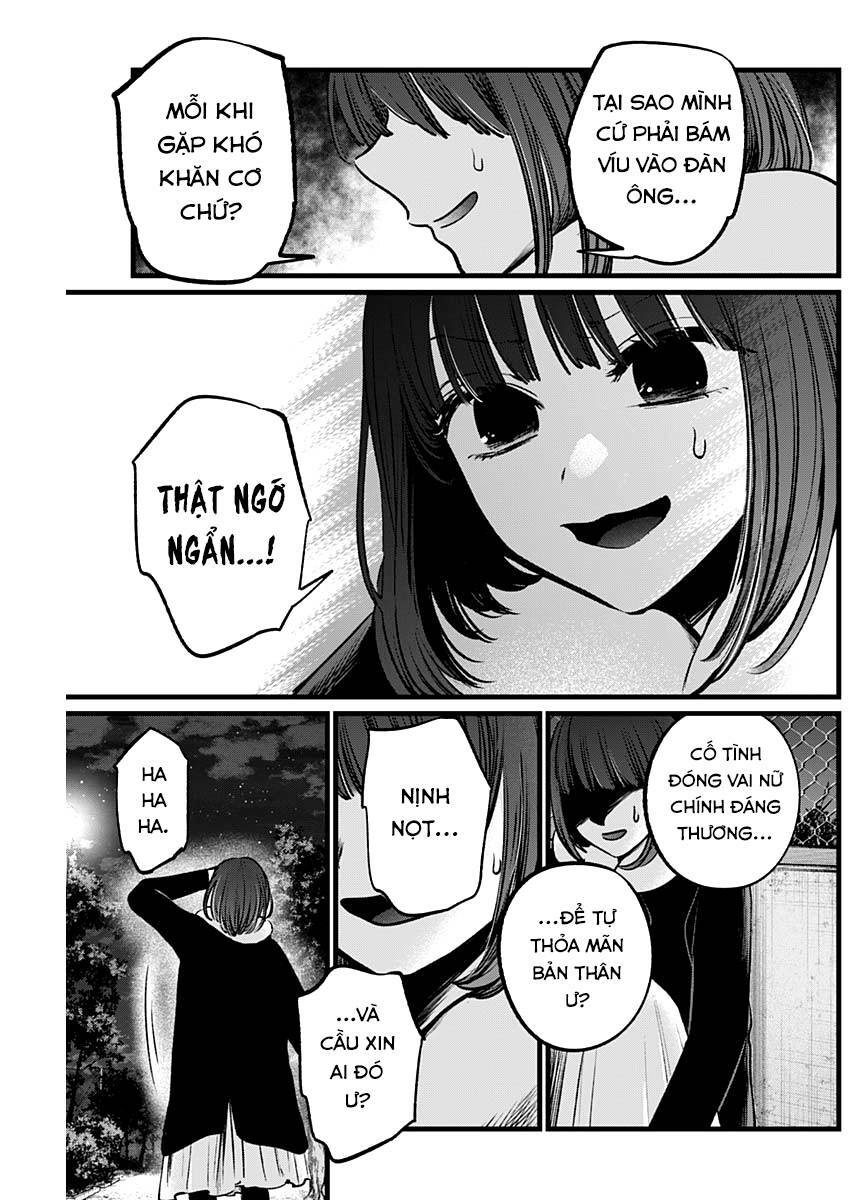 TẠI SAO MÌNH
CỨ PHẢI BÁM
VÍU VÀO ĐÀN
ÔNG...
MỖI KHI
GẶP KHÓ
KHĂN CƠ
CHỨ?
THẬT NGỚ
NGẨN...!
CỐ TÌNH
ĐÓNG VAI NỮ
CHÍNH ĐÁNG
THƯƠNG...
...ĐỂ TỰ
THỎA MÃN
BẢN THÂN
Ư?
NỊNH
NỌT...
...VÀ
CẦU XIN
AI ĐÓ
Ư?
HA
HA
HA.